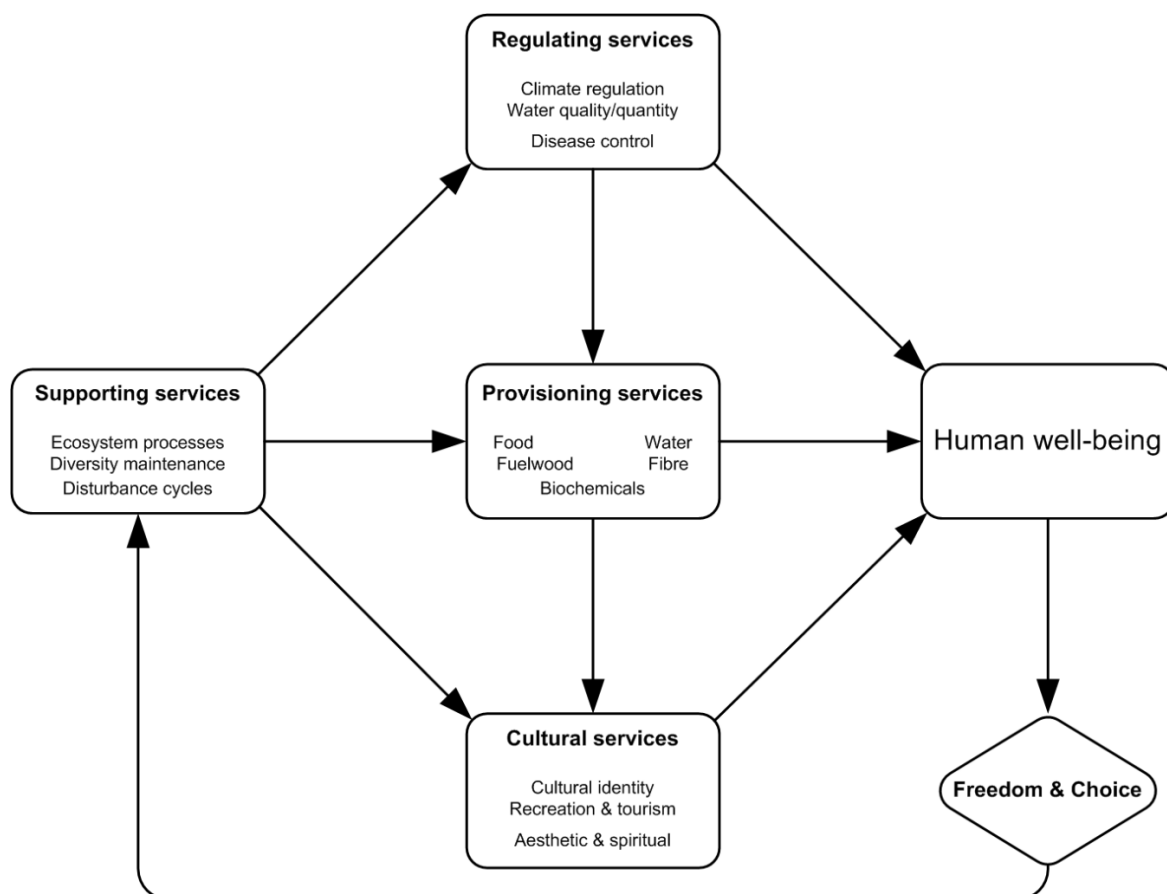 Regulating services
Climate regulation
Water quality/quantity
Disease control
Supporting services
Ecosystem processes
Diversity maintenance
Disturbance cycles
Provisioning services
Food Water
Fuelwood Fibre
Biochemicals
Human well-being
Cultural services
Cultural identity
Recreation & tourism
Aesthetic & spiritual
Freedom & Choice